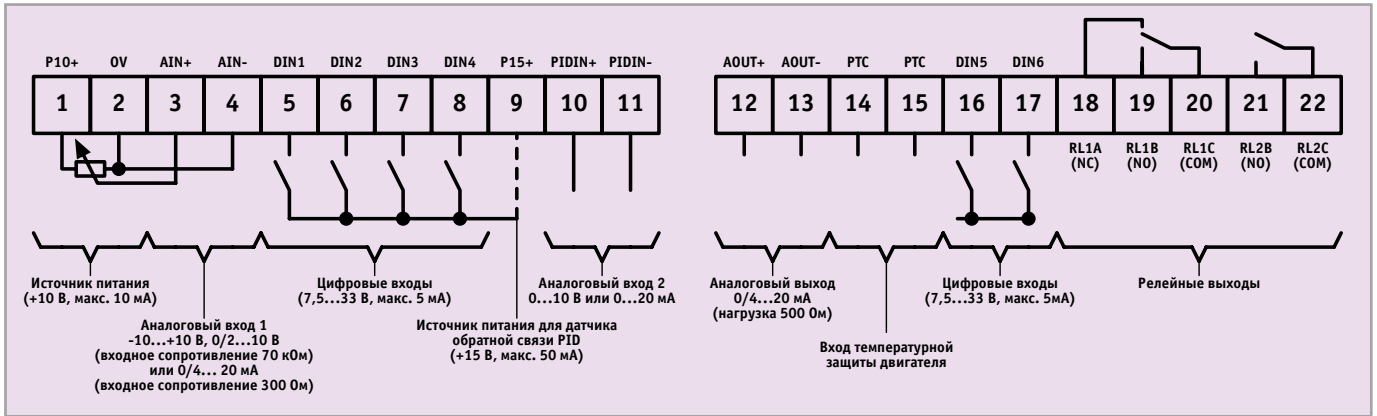 P10+ 0V AIN+ AIN- DIN1 DIN2 DIN3 DIN4 P15+ PIDIN+ PIDIN-
1 2 3 4 5 6 7 8 9 10 11
Источник питания
(+10 В, макс. 10 мА)
Аналоговый вход 1
-10...+10 В, 0/2...10 В
(входное сопротивление 70 кОм)
или 0/4... 20 мА
(входное сопротивление 300 Ом)
Цифровые входы
(7,5...33 В, макс. 5 мА)
Источник питания для датчика
обратной связи PID
(+15 В, макс. 50 мА)
Аналоговый вход 2
0...10 В или 0...20 мА
AOUT+ AOUT- PTC PTC DIN5 DIN6
12 13 14 15 16 17 18 19 20 21 22
RL1A RL1B RL1C RL2B RL2C
(NC) (NO) (COM) (NO) (COM)
Аналоговый выход
0/4...20 мА
(нагрузка 500 Ом)
Вход температурной
защиты двигателя
Цифровые входы
(7,5...33 В, макс. 5мА)
Релейные выходы